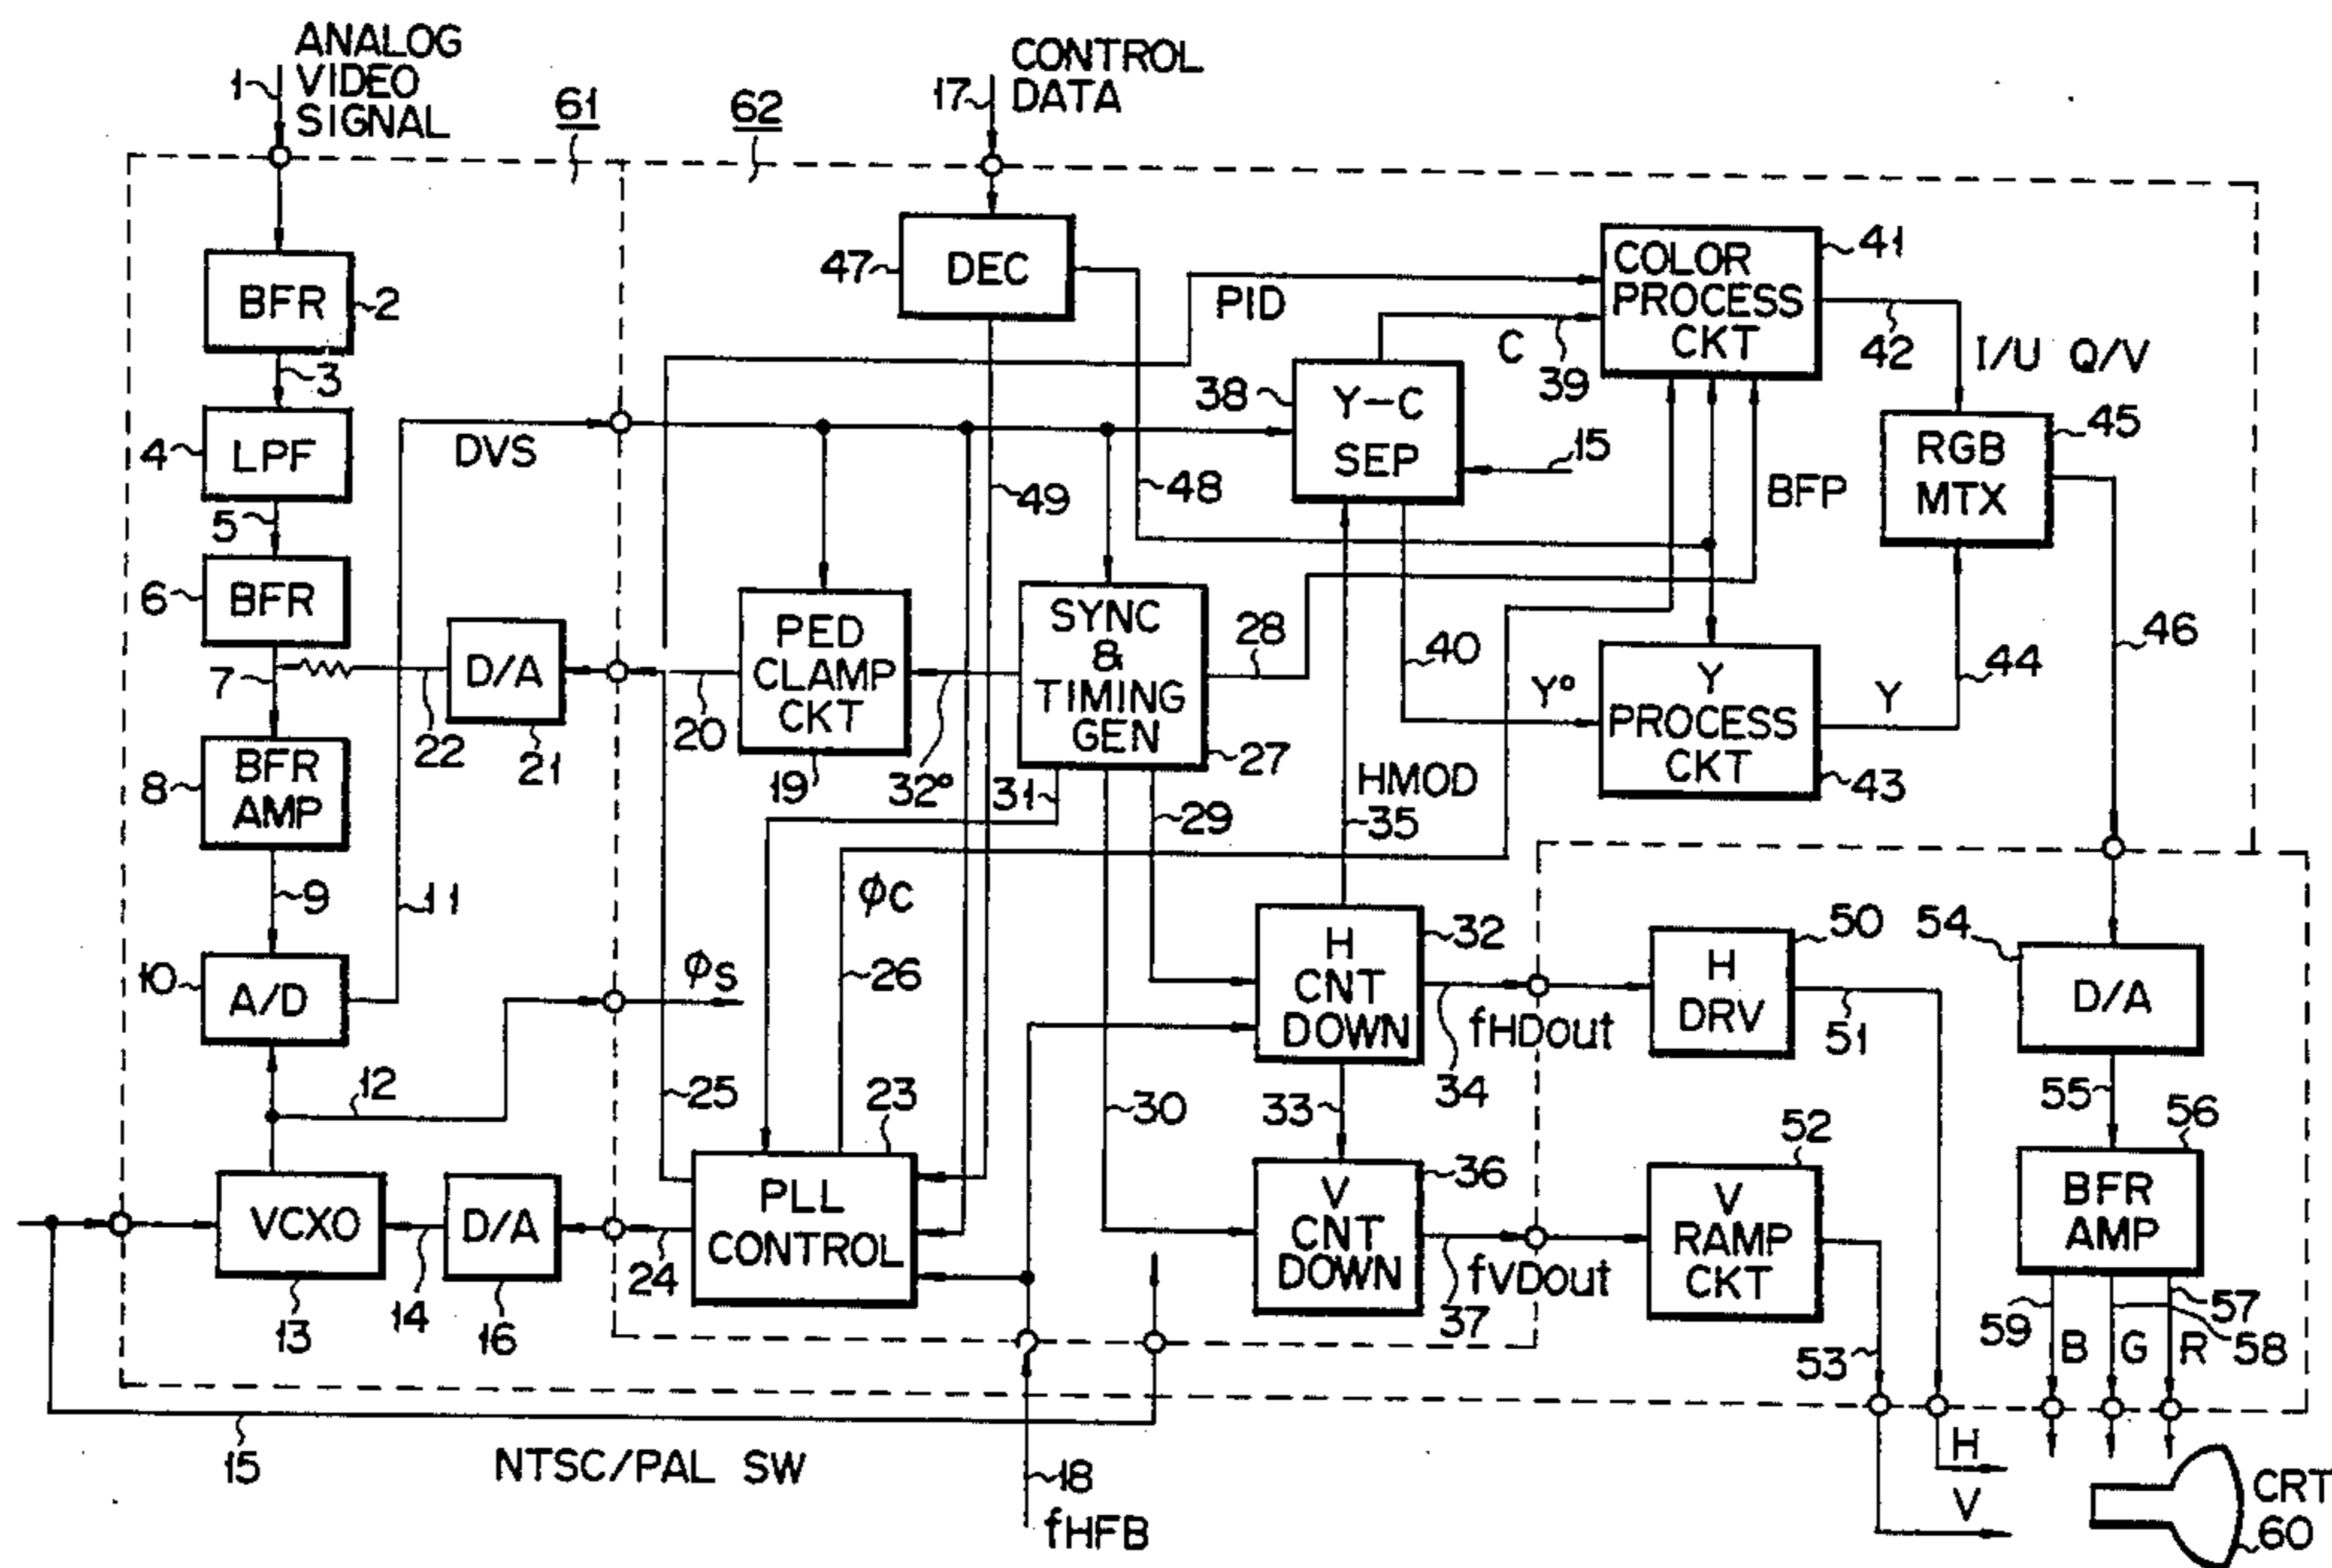 ANALOG
VIDEO
SIGNAL
1
61
62
17
CONTROL
DATA
BFR
2
3
4
LPF
5
6
BFR
7
22
D/A
21
8
BFR
AMP
9
10
A/D
11
DVS
12
VCXO
13
14
D/A
16
15
NTSC/PAL SW
47
DEC
49
48
PID
PED
CLAMP
CKT
19
20
32°
SYNC
&
TIMING
GEN
27
28
31
29
30
φS
φC
25
26
23
24
PLL
CONTROL
18
fHFB
38
Y-C
SEP
15
C
39
40
HMOD
35
COLOR
PROCESS
CKT
41
42
I/U Q/V
BFP
Y°
Y
PROCESS
CKT
43
Y
44
RGB
MTX
45
46
H
CNT
DOWN
32
33
34
fHDout
V
CNT
DOWN
36
37
fVDout
H
DRV
50
51
V
RAMP
CKT
52
53
54
D/A
55
56
BFR
AMP
57
58
59
B
G
R
H
V
CRT
60